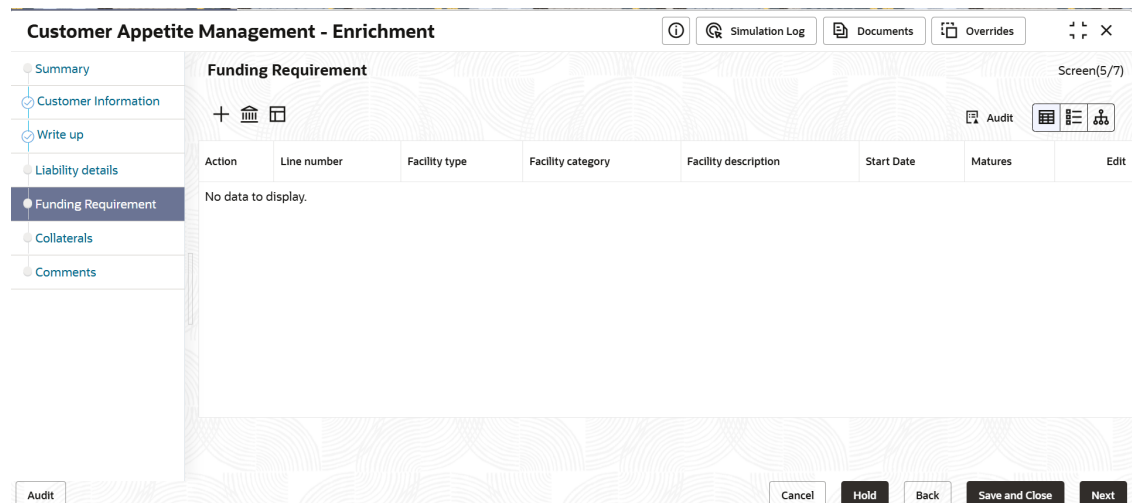 Customer Appetite Management - Enrichment
Simulation Log
Documents
Overrides
Summary
Customer Information
Write up
Liability details
Funding Requirement
Collaterals
Comments
Funding Requirement
Screen(5/7)
Audit
Action Line number Facility type Facility category Facility description Start Date Matures Edit
No data to display.
Audit
Cancel
Hold
Back
Save and Close
Next